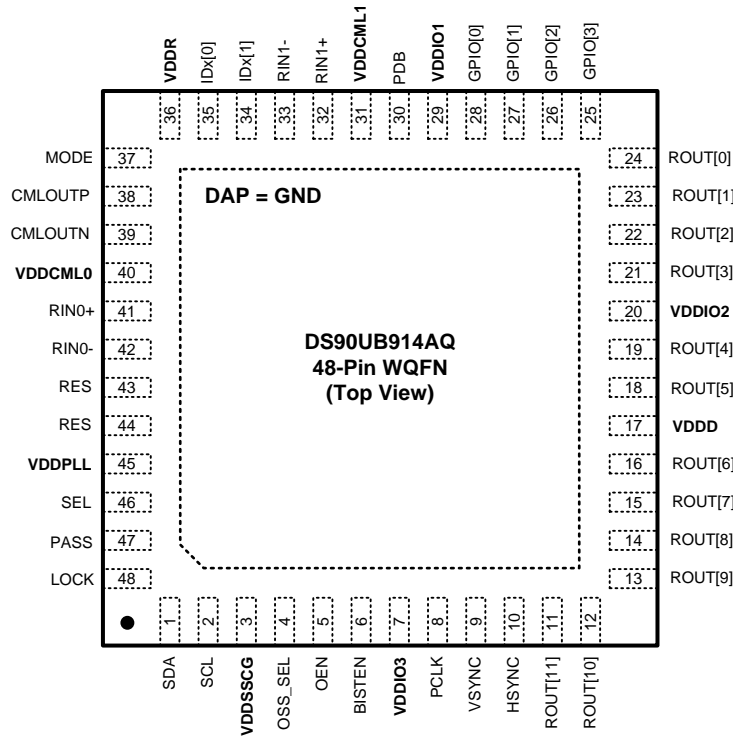 VDDR
IDx[0]
IDx[1]
RIN1-
RIN1+
VDDCML1
PDB
VDDIO1
GPIO[0]
GPIO[1]
GPIO[2]
GPIO[3]
36
35
34
33
32
31
30
29
28
27
26
25
MODE 37
CMLOUTP 38
CMLOUTN 39
VDDCML0 40
RIN0+ 41
RIN0- 42
RES 43
RES 44
VDDPLL 45
SEL 46
PASS 47
LOCK 48
DAP = GND
DS90UB914AQ
48-Pin WQFN
(Top View)
24 ROUT[0]
23 ROUT[1]
22 ROUT[2]
21 ROUT[3]
20 VDDIO2
19 ROUT[4]
18 ROUT[5]
17 VDDD
16 ROUT[6]
15 ROUT[7]
14 ROUT[8]
13 ROUT[9]
1
2
3
4
5
6
7
8
9
10
11
12
SDA
SCL
VDDSSCG
OSS_SEL
OEN
BISTEN
VDDIO3
PCLK
VSYNC
HSYNC
ROUT[11]
ROUT[10]